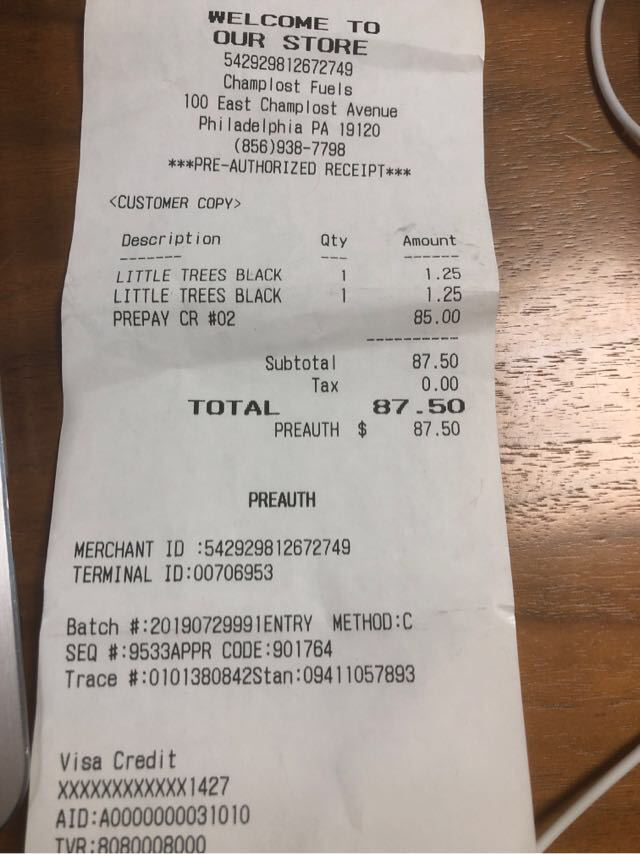 WELCOME TO
OUR STORE
542929812672749
Champlost Fuels
100 East Champlost Avenue
Philadelphia PA 19120
(856)938-7798
***PRE-AUTHORIZED RECEIPT***
<CUSTOMER COPY>
Description Qty Amount
LITTLE TREES BLACK 1 1.25
LITTLE TREES BLACK 1 1.25
PREPAY CR #02 85.00
Subtotal 87.50
Tax 0.00
TOTAL 87.50
PREAUTH $ 87.50
PREAUTH
MERCHANT ID :542929812672749
TERMINAL ID:00706953
Batch #:20190729991ENTRY METHOD:C
SEQ #:9533APPR CODE:901764
Trace #:0101380842Stan:09411057893
Visa Credit
XXXXXXXXXXXX1427
AID:A0000000031010
TVR:8080008000